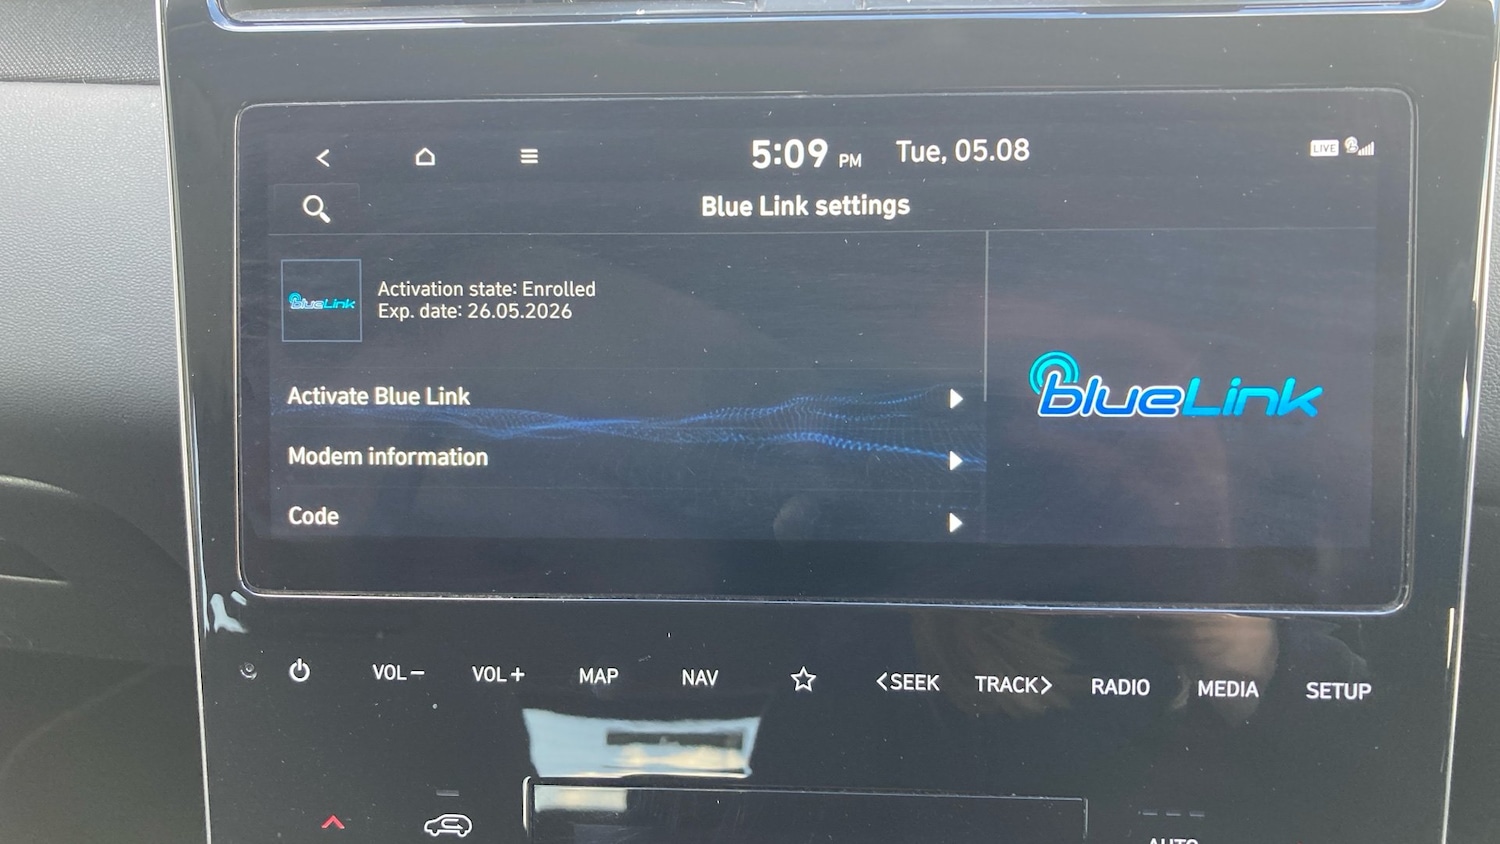 5:09 PM Tue, 05.08
LIVE
Blue Link settings
blueLink
Activation state: Enrolled
Exp. date: 26.05.2026
Activate Blue Link
Modem information
Code
blueLink
VOL− VOL+ MAP NAV <SEEK TRACK> RADIO MEDIA SETUP
AUTO